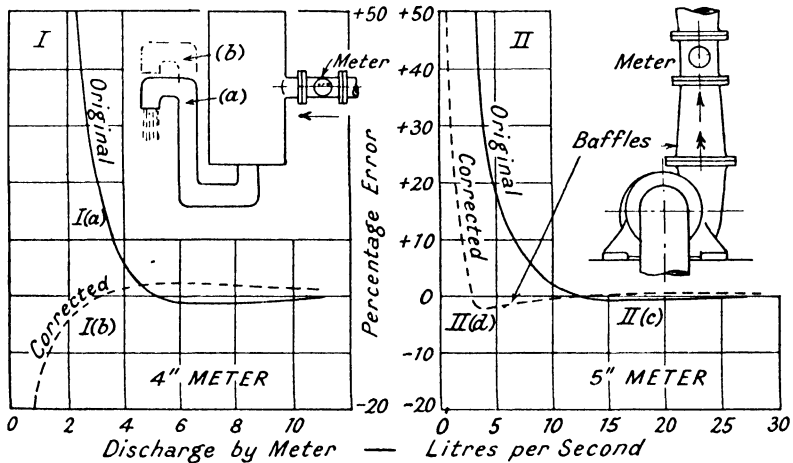 I
(b)
(a)
Meter
Original
I(a)
Corrected
I(b)
4" METER
+50
-20
Percentage Error
0 2 4 6 8 10
II
+50
+40
+30
+20
+10
0
-10
-20
Meter
Baffles
Original
Corrected
II(d)
II(c)
5" METER
0 5 10 15 20 25 30
Discharge by Meter — Litres per Second